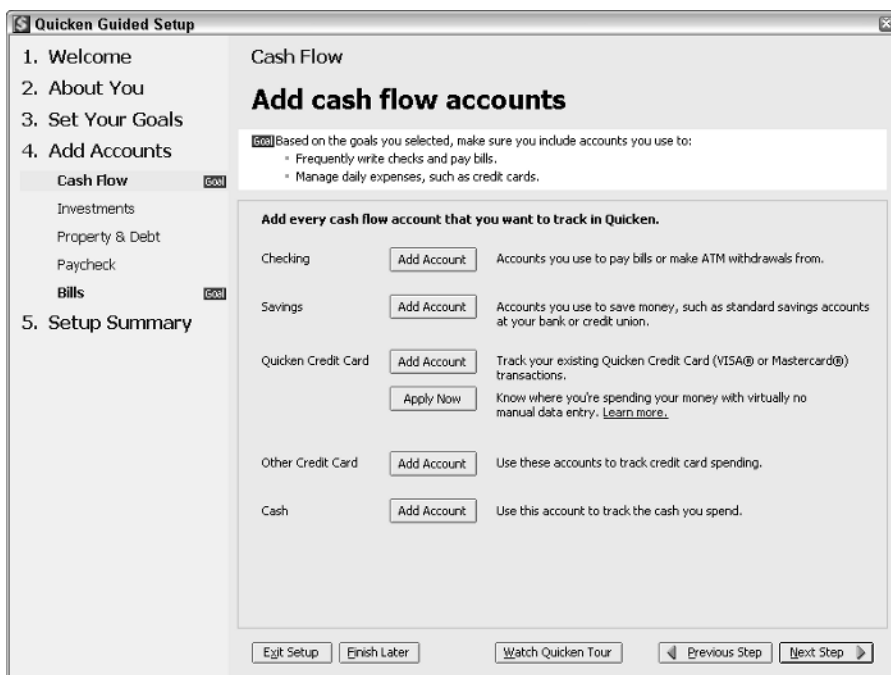 Quicken Guided Setup
1. Welcome
2. About You
3. Set Your Goals
4. Add Accounts
Cash Flow Goal
Investments
Property & Debt
Paycheck
Bills Goal
5. Setup Summary
Cash Flow
Add cash flow accounts
Goal Based on the goals you selected, make sure you include accounts you use to:
▫ Frequently write checks and pay bills.
▫ Manage daily expenses, such as credit cards.
Add every cash flow account that you want to track in Quicken.
Checking Add Account Accounts you use to pay bills or make ATM withdrawals from.
Savings Add Account Accounts you use to save money, such as standard savings accounts
at your bank or credit union.
Quicken Credit Card Add Account Track your existing Quicken Credit Card (VISA® or Mastercard®)
transactions.
Apply Now Know where you're spending your money with virtually no
manual data entry. Learn more.
Other Credit Card Add Account Use these accounts to track credit card spending.
Cash Add Account Use this account to track the cash you spend.
Exit Setup Finish Later Watch Quicken Tour Previous Step Next Step